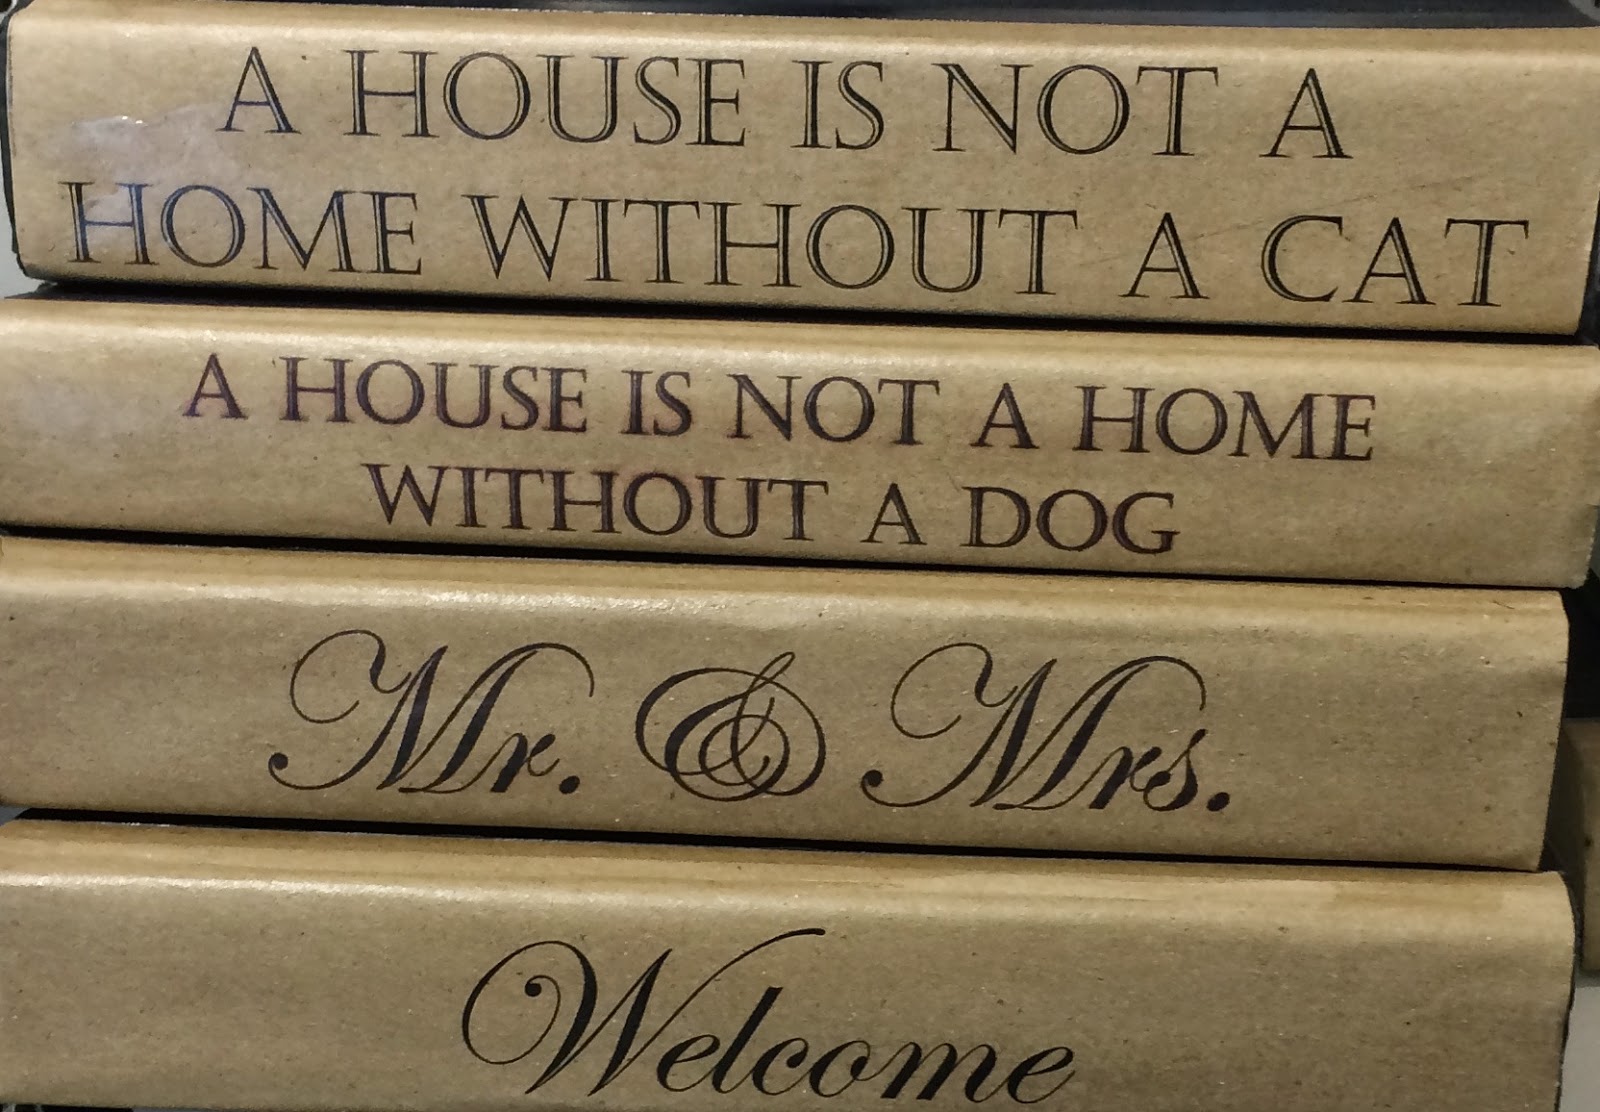 A HOUSE IS NOT A
HOME WITHOUT A CAT
A HOUSE IS NOT A HOME
WITHOUT A DOG
Mr. & Mrs.
Welcome